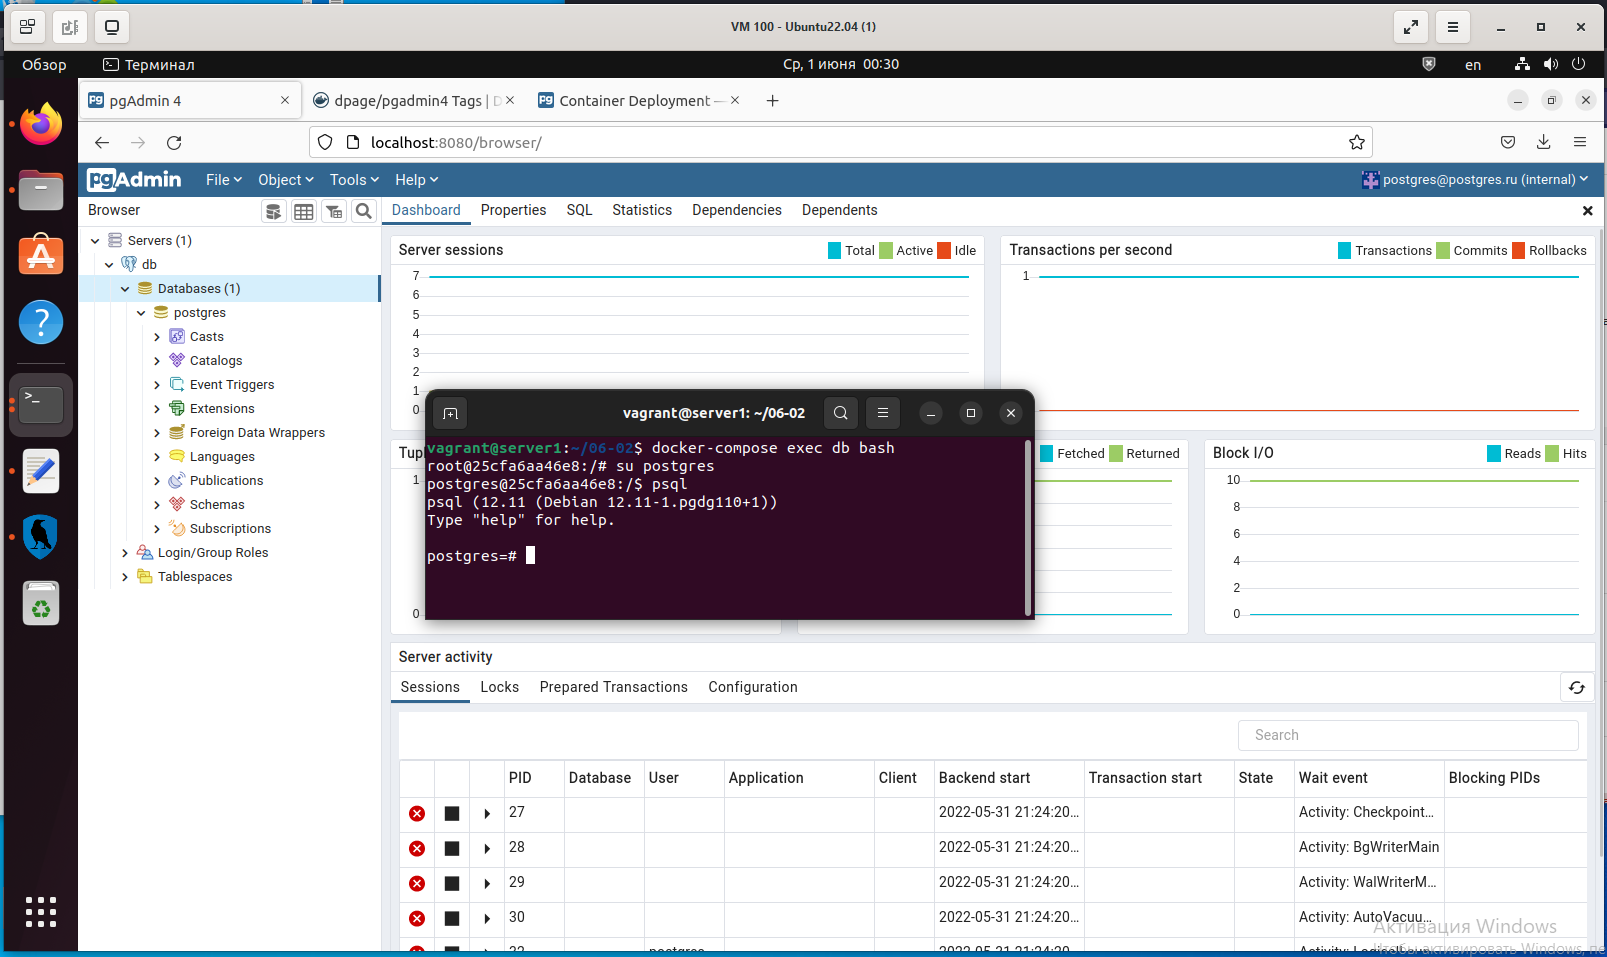 VM 100 - Ubuntu22.04 (1)
Обзор
Терминал
Ср, 1 июня 00:30
en
pgAdmin 4
dpage/pgadmin4 Tags | D
Container Deployment —
localhost:8080/browser/
pgAdmin
File
Object
Tools
Help
postgres@postgres.ru (internal)
Browser
Dashboard
Properties
SQL
Statistics
Dependencies
Dependents
Servers (1)
db
Databases (1)
postgres
Casts
Catalogs
Event Triggers
Extensions
Foreign Data Wrappers
Languages
Publications
Schemas
Subscriptions
Login/Group Roles
Tablespaces
Server sessions
Total
Active
Idle
7
6
5
4
3
2
1
0
Transactions per second
Transactions
Commits
Rollbacks
1
vagrant@server1: ~/06-02
vagrant@server1:~/06-02$ docker-compose exec db bash
root@25cfa6aa46e8:/# su postgres
postgres@25cfa6aa46e8:/$ psql
psql (12.11 (Debian 12.11-1.pgdg110+1))
Type "help" for help.
postgres=#
Tupl
1
0
Fetched
Returned
Block I/O
Reads
Hits
10
8
6
4
2
0
Server activity
Sessions
Locks
Prepared Transactions
Configuration
Search
PID
Database
User
Application
Client
Backend start
Transaction start
State
Wait event
Blocking PIDs
27
2022-05-31 21:24:20...
Activity: Checkpoint...
28
2022-05-31 21:24:20...
Activity: BgWriterMain
29
2022-05-31 21:24:20...
Activity: WalWriterM...
30
2022-05-31 21:24:20...
Activity: AutoVacuu...
Активация Windows
Чтобы активировать Windows,